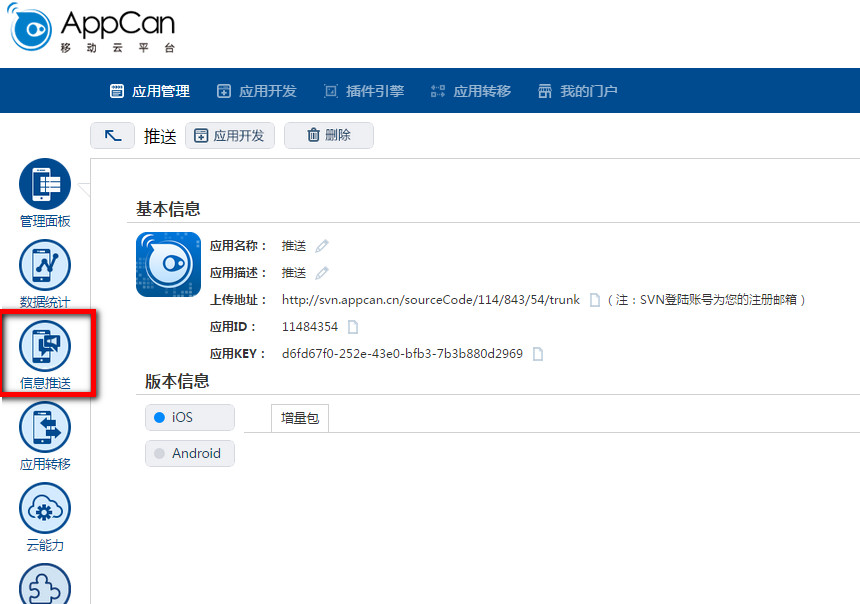 AppCan
移动云平台
应用管理 应用开发 插件引擎 应用转移 我的门户
推送 应用开发 删除
管理面板
数据统计
信息推送
应用转移
云能力
基本信息
应用名称： 推送
应用描述： 推送
上传地址： http://svn.appcan.cn/sourceCode/114/843/54/trunk （注：SVN登陆账号为您的注册邮箱）
应用ID： 11484354
应用KEY： d6fd67f0-252e-43e0-bfb3-7b3b880d2969
版本信息
iOS 增量包
Android